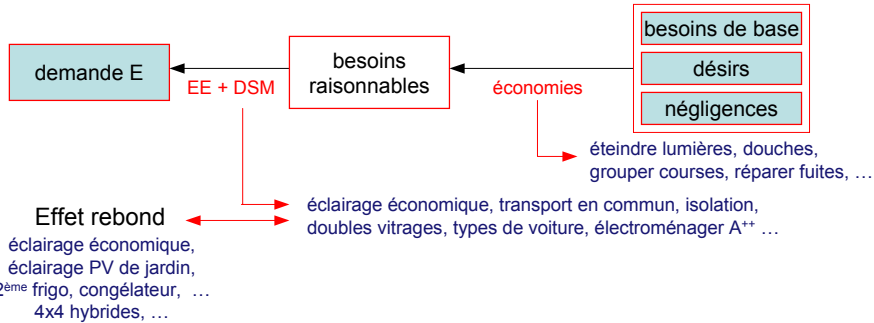 besoins de base
demande E
besoins
raisonnables
désirs
EE + DSM
économies
négligences
éteindre lumières, douches,
grouper courses, réparer fuites, …
éclairage économique, transport en commun, isolation,
doubles vitrages, types de voiture, électroménager A⁺⁺ …
Effet rebond
éclairage économique,
éclairage PV de jardin,
2ème frigo, congélateur, …
4x4 hybrides, …